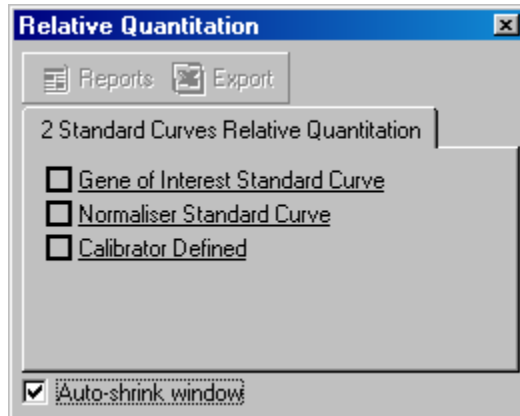 Relative Quantitation
Reports Export
2 Standard Curves Relative Quantitation
Gene of Interest Standard Curve
Normaliser Standard Curve
Calibrator Defined
Auto-shrink window